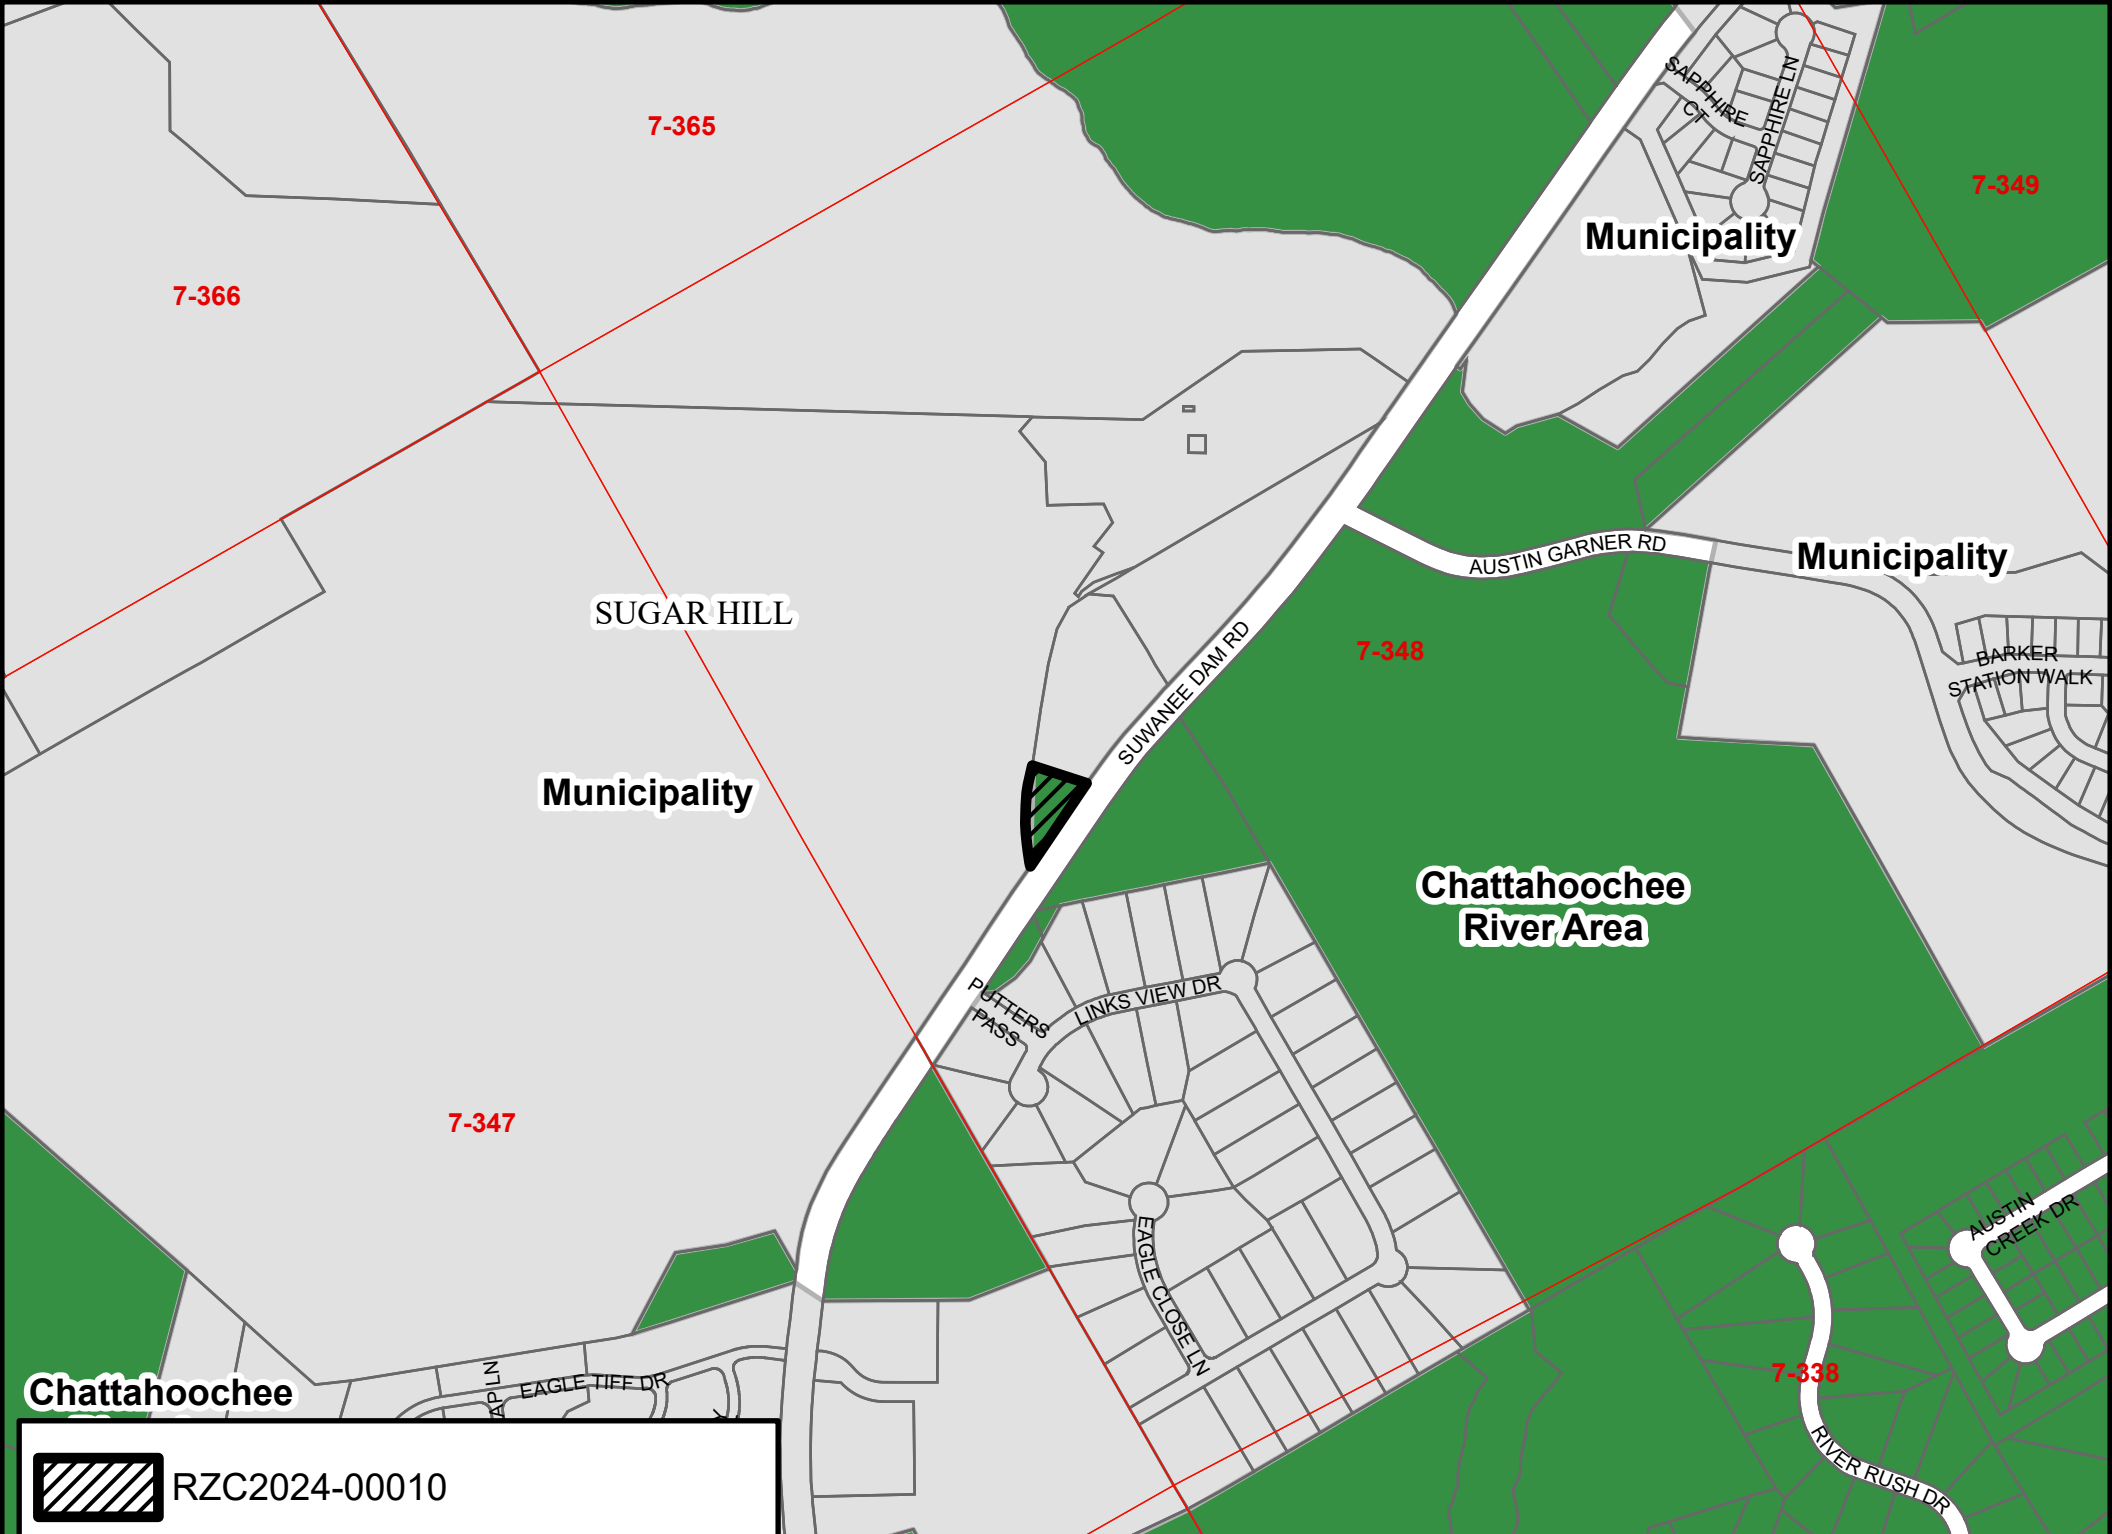 7-365
SAPPHIRE
CT
SAPPHIRE LN
7-349
Municipality
7-366
AUSTIN GARNER RD
Municipality
SUGAR HILL
7-348
BARKER
STATION WALK
SUWANEE DAM RD
Municipality
Chattahoochee
River Area
PUTTERS
PASS
LINKS VIEW DR
7-347
AUSTIN
CREEK DR
EAGLE CLOSE LN
7-338
Chattahoochee
EAGLE TIFF DR
RIVER RUSH DR
RZC2024-00010